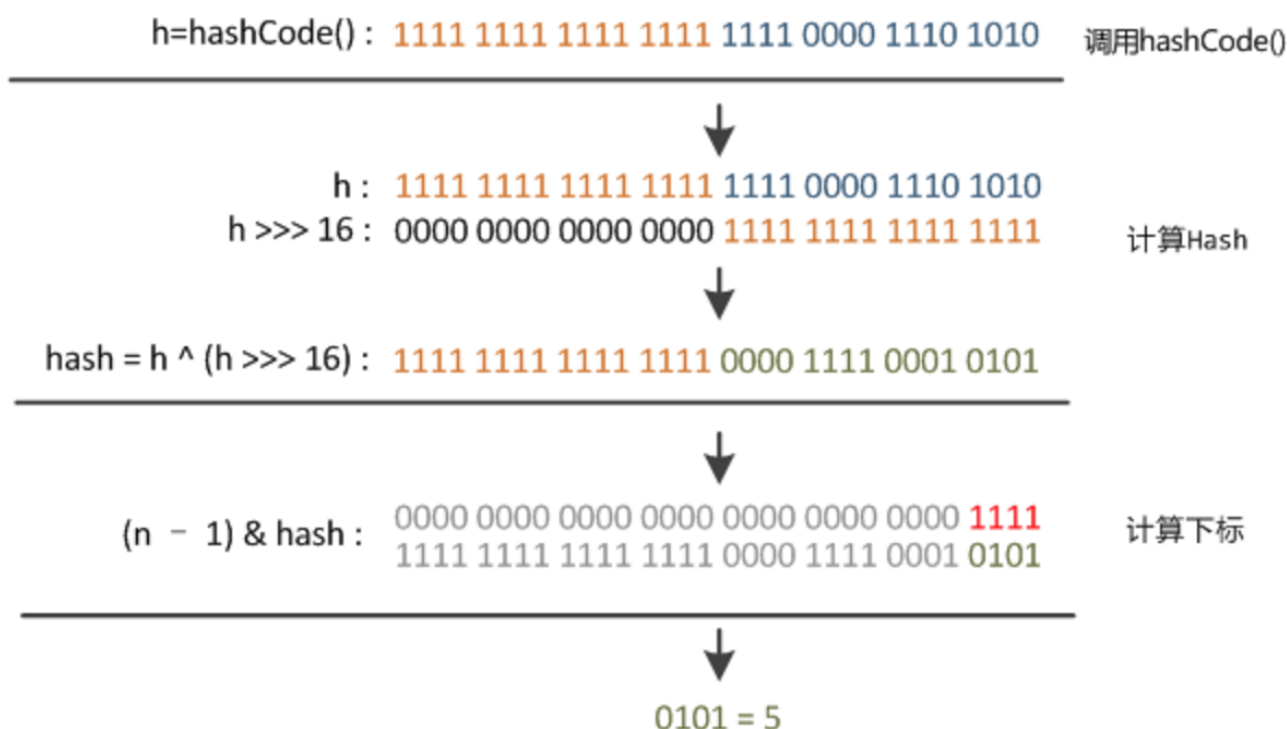 h=hashCode() : 1111 1111 1111 1111 1111 0000 1110 1010 调用hashCode()
h : 1111 1111 1111 1111 1111 0000 1110 1010
h >>> 16 : 0000 0000 0000 0000 1111 1111 1111 1111
计算Hash
hash = h ^ (h >>> 16) : 1111 1111 1111 1111 0000 1111 0001 0101
0000 0000 0000 0000 0000 0000 0000 1111
(n － 1) & hash : 计算下标
1111 1111 1111 1111 0000 1111 0001 0101
0101 = 5